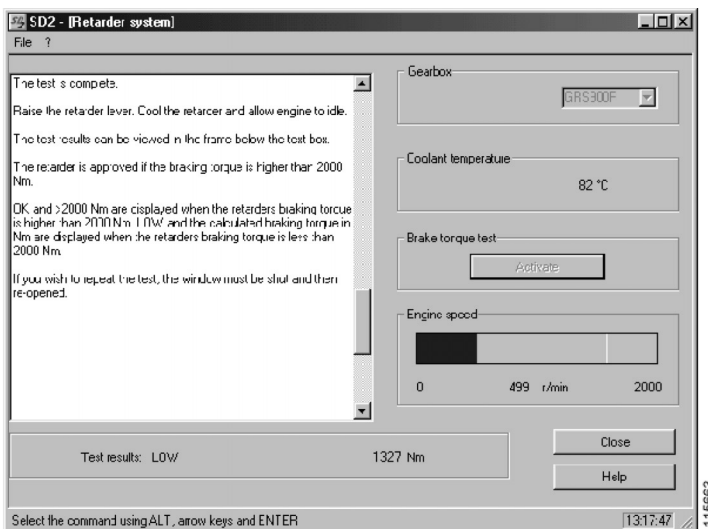 SD2 - [Retarder system]
File ?
The test is complete.
Raise the retarder lever. Cool the retarder and allow engine to idle.
The test results can be viewed in the frame below the text box.
The retarder is approved if the braking torque is higher than 2000
Nm.
OK and >2000 Nm are displayed when the retarders braking torque
is higher than 2000 Nm. LOW and the calculated braking torque in
Nm are displayed when the retarders braking torque is less than
2000 Nm.
If you wish to repeat the test, the window must be shut and then
re-opened.
Gearbox
GRS900F
Coolant temperature
82 °C
Brake torque test
Activate
Engine speed
0 499 r/min 2000
Test results: LOW 1327 Nm
Close
Help
Select the command using ALT, arrow keys and ENTER 13:17:47
115663